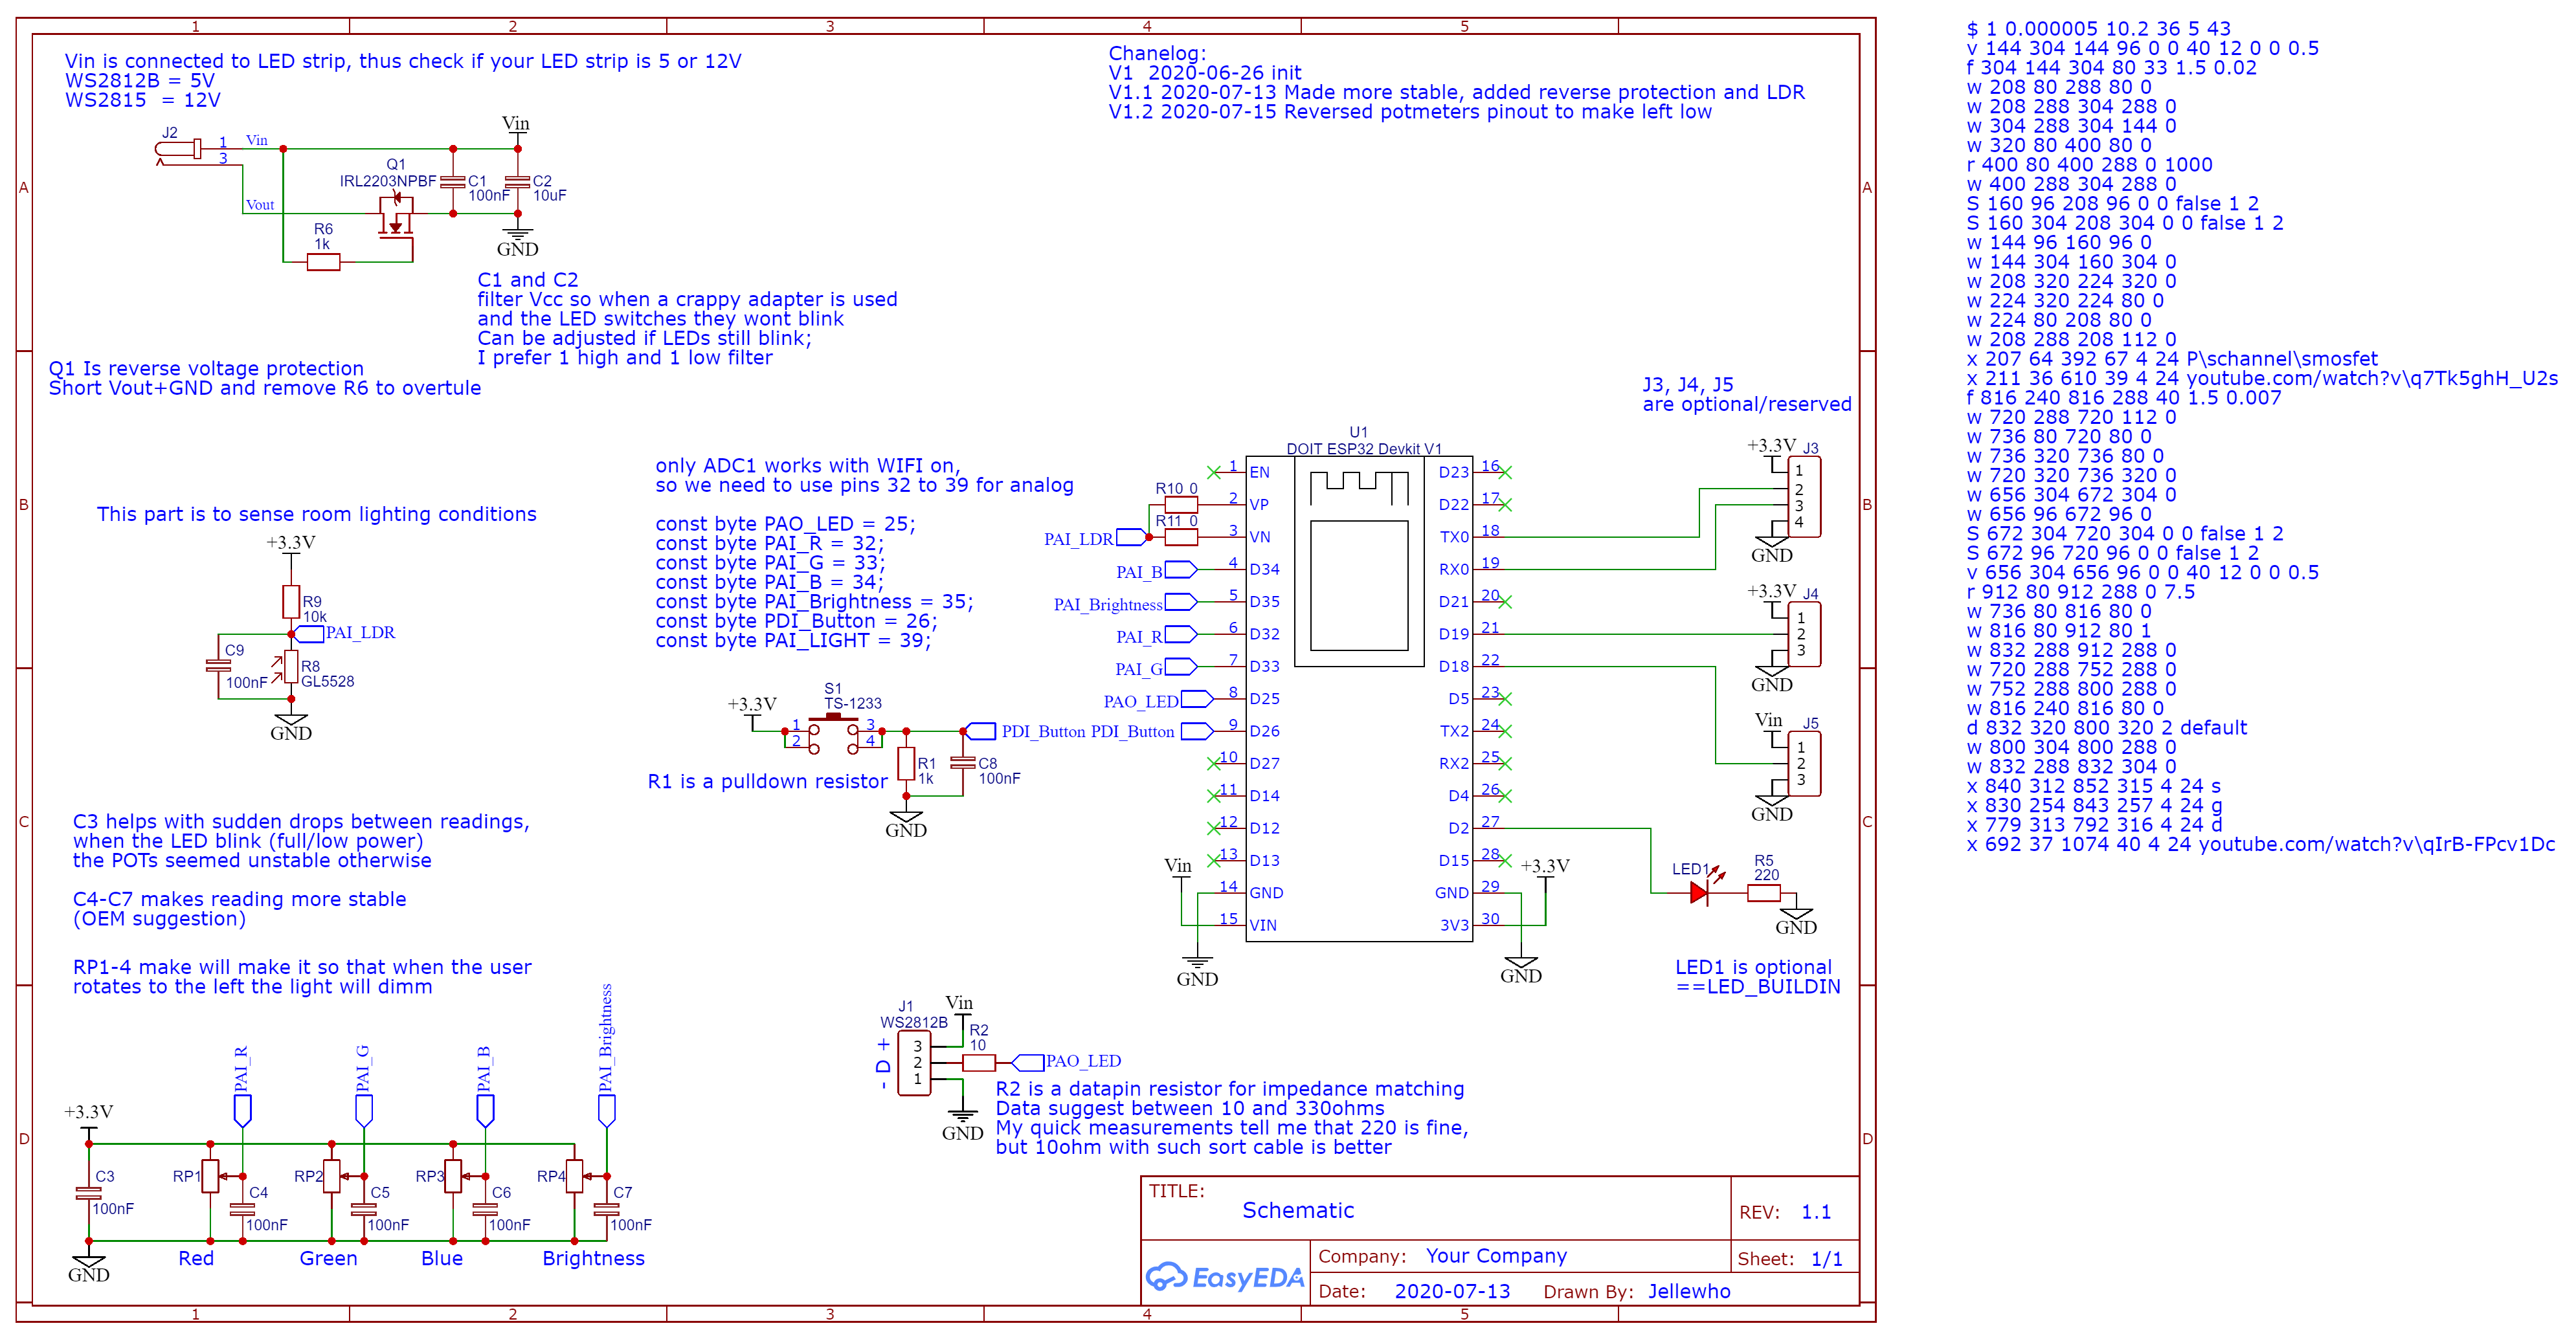 1 2 3 4 5
Vin is connected to LED strip, thus check if your LED strip is 5 or 12V
WS2812B = 5V
WS2815  = 12V
Chanelog:
V1  2020-06-26 init
V1.1 2020-07-13 Made more stable, added reverse protection and LDR
V1.2 2020-07-15 Reversed potmeters pinout to make left low
A
A
J2
1
3
Vin
Vout
Q1
IRL2203NPBF
R6
1k
C1
100nF
C2
10uF
Vin
GND
C1 and C2
filter Vcc so when a crappy adapter is used
and the LED switches they wont blink
Can be adjusted if LEDs still blink;
I prefer 1 high and 1 low filter
Q1 Is reverse voltage protection
Short Vout+GND and remove R6 to overtule
B
B
This part is to sense room lighting conditions
+3.3V
R9
10k
PAI_LDR
C9
100nF
R8
GL5528
GND
only ADC1 works with WIFI on,
so we need to use pins 32 to 39 for analog
const byte PAO_LED = 25;
const byte PAI_R = 32;
const byte PAI_G = 33;
const byte PAI_B = 34;
const byte PAI_Brightness = 35;
const byte PDI_Button = 26;
const byte PAI_LIGHT = 39;
+3.3V
S1
TS-1233
1
2
3
4
R1
1k
C8
100nF
PDI_Button
GND
R1 is a pulldown resistor
U1
DOIT ESP32 Devkit V1
R10 0
R11 0
PAI_LDR
PAI_B
PAI_Brightness
PAI_R
PAI_G
PAO_LED
PDI_Button
1 EN
2 VP
3 VN
4 D34
5 D35
6 D32
7 D33
8 D25
9 D26
10 D27
11 D14
12 D12
13 D13
14 GND
15 VIN
D23 16
D22 17
TX0 18
RX0 19
D21 20
D19 21
D18 22
D5 23
TX2 24
RX2 25
D4 26
D2 27
D15 28
GND 29
3V3 30
Vin
GND
+3.3V
GND
J3, J4, J5
are optional/reserved
+3.3V
J3
1
2
3
4
GND
+3.3V
J4
1
2
3
GND
Vin
J5
1
2
3
GND
LED1
R5
220
GND
LED1 is optional
==LED_BUILDIN
C
C
C3 helps with sudden drops between readings,
when the LED blink (full/low power)
the POTs seemed unstable otherwise
C4-C7 makes reading more stable
(OEM suggestion)
RP1-4 make will make it so that when the user
rotates to the left the light will dimm
D
D
+3.3V
PAI_R
PAI_G
PAI_B
PAI_Brightness
C3
100nF
RP1
C4
100nF
RP2
C5
100nF
RP3
C6
100nF
RP4
C7
100nF
GND
Red
Green
Blue
Brightness
J1
WS2812B
Vin
- D +
3
2
1
R2
10
PAO_LED
GND
R2 is a datapin resistor for impedance matching
Data suggest between 10 and 330ohms
My quick measurements tell me that 220 is fine,
but 10ohm with such sort cable is better
TITLE:
Schematic
REV: 1.1
EasyEDA
Company: Your Company
Sheet: 1/1
Date: 2020-07-13
Drawn By: Jellewho
1 2 3 4 5
$ 1 0.000005 10.2 36 5 43
v 144 304 144 96 0 0 40 12 0 0 0.5
f 304 144 304 80 33 1.5 0.02
w 208 80 288 80 0
w 208 288 304 288 0
w 304 288 304 144 0
w 320 80 400 80 0
r 400 80 400 288 0 1000
w 400 288 304 288 0
S 160 96 208 96 0 0 false 1 2
S 160 304 208 304 0 0 false 1 2
w 144 96 160 96 0
w 144 304 160 304 0
w 208 320 224 320 0
w 224 320 224 80 0
w 224 80 208 80 0
w 208 288 208 112 0
x 207 64 392 67 4 24 P\schannel\smosfet
x 211 36 610 39 4 24 youtube.com/watch?v\q7Tk5ghH_U2s
f 816 240 816 288 40 1.5 0.007
w 720 288 720 112 0
w 736 80 720 80 0
w 736 320 736 80 0
w 720 320 736 320 0
w 656 304 672 304 0
w 656 96 672 96 0
S 672 304 720 304 0 0 false 1 2
S 672 96 720 96 0 0 false 1 2
v 656 304 656 96 0 0 40 12 0 0 0.5
r 912 80 912 288 0 7.5
w 736 80 816 80 0
w 816 80 912 80 1
w 832 288 912 288 0
w 720 288 752 288 0
w 752 288 800 288 0
w 816 240 816 80 0
d 832 320 800 320 2 default
w 800 304 800 288 0
w 832 288 832 304 0
x 840 312 852 315 4 24 s
x 830 254 843 257 4 24 g
x 779 313 792 316 4 24 d
x 692 37 1074 40 4 24 youtube.com/watch?v\qIrB-FPcv1Dc